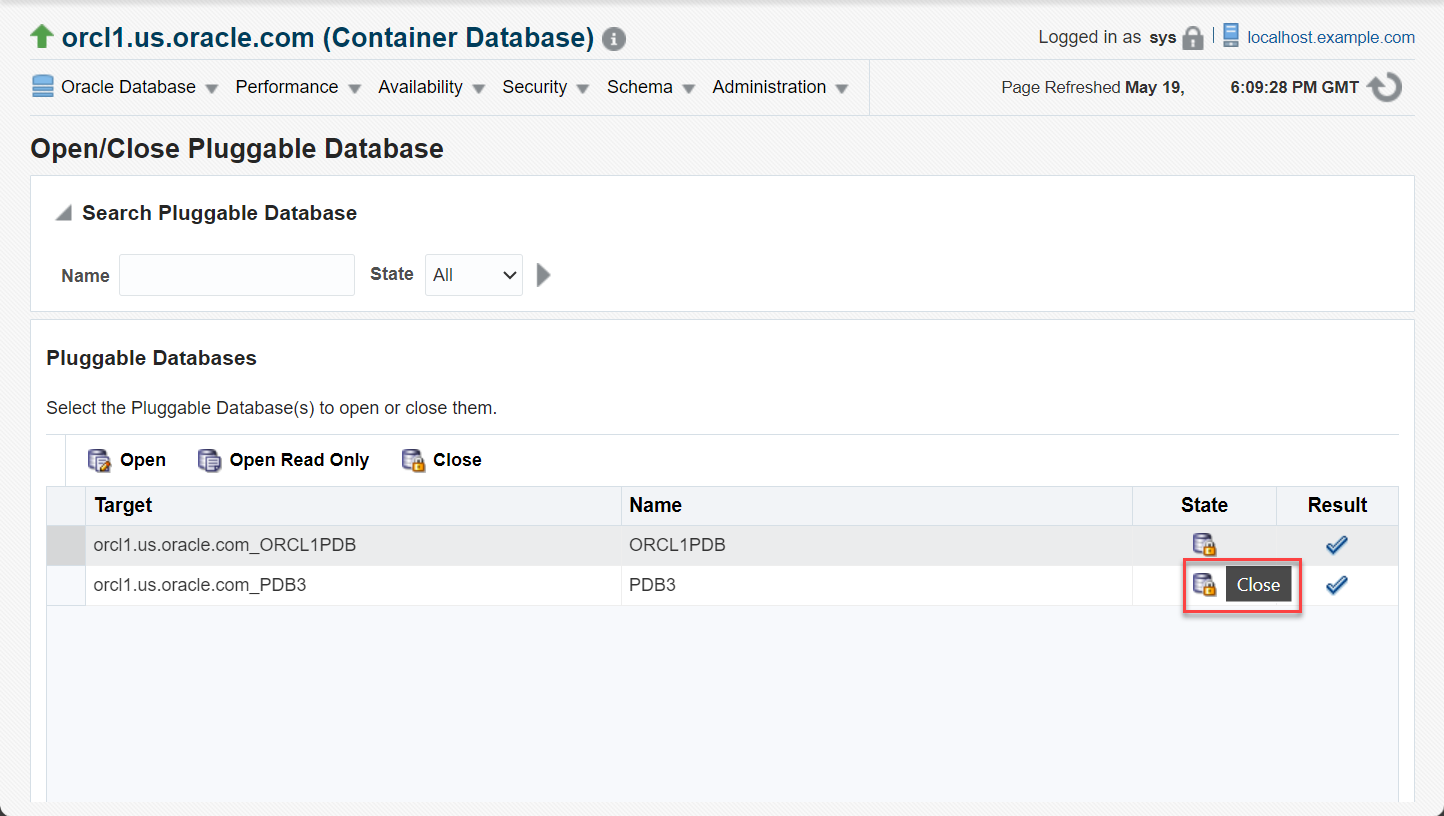 orcl1.us.oracle.com (Container Database)
Logged in as sys
localhost.example.com
Oracle Database Performance Availability Security Schema Administration
Page Refreshed May 19, 6:09:28 PM GMT
Open/Close Pluggable Database
Search Pluggable Database
Name State All
Pluggable Databases
Select the Pluggable Database(s) to open or close them.
Open Open Read Only Close
Target Name State Result
orcl1.us.oracle.com_ORCL1PDB ORCL1PDB
orcl1.us.oracle.com_PDB3 PDB3 Close